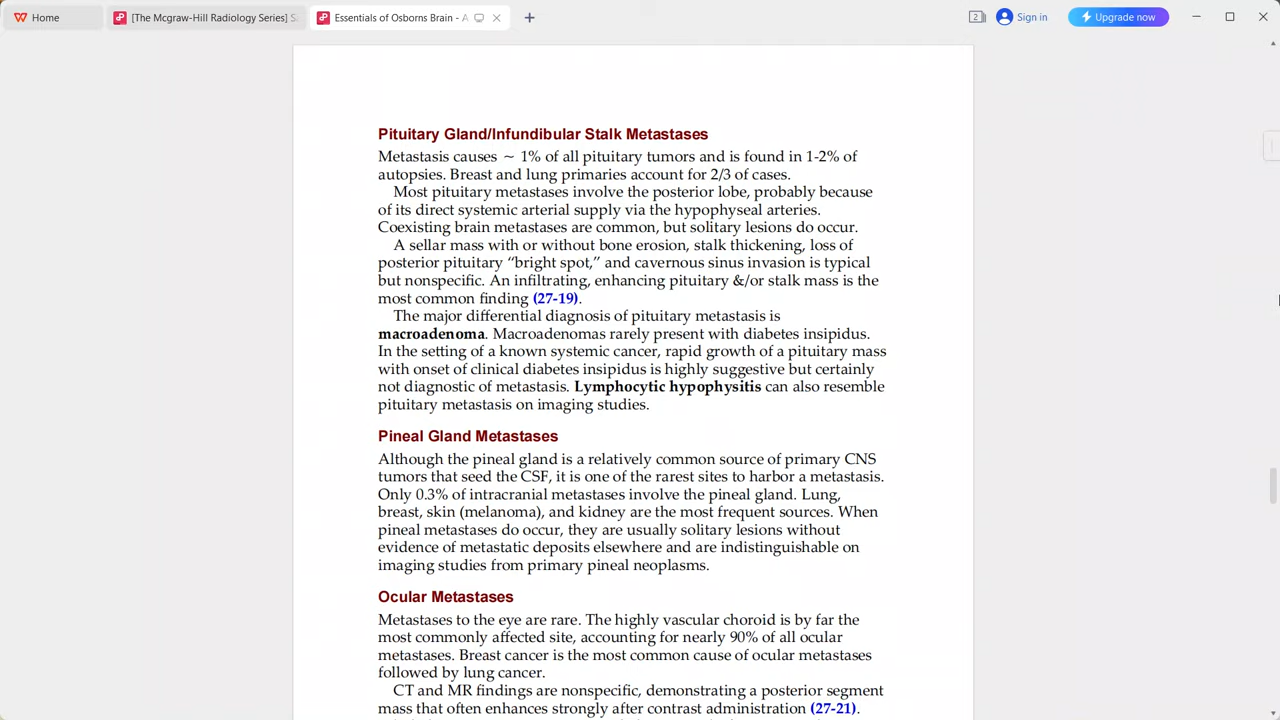 Home
[The Mcgraw-Hill Radiology Series] S
Essentials of Osborns Brain - A
2
Sign in
Upgrade now
Pituitary Gland/Infundibular Stalk Metastases
Metastasis causes ~ 1% of all pituitary tumors and is found in 1-2% of
autopsies. Breast and lung primaries account for 2/3 of cases.
Most pituitary metastases involve the posterior lobe, probably because
of its direct systemic arterial supply via the hypophyseal arteries.
Coexisting brain metastases are common, but solitary lesions do occur.
A sellar mass with or without bone erosion, stalk thickening, loss of
posterior pituitary “bright spot,” and cavernous sinus invasion is typical
but nonspecific. An infiltrating, enhancing pituitary &/or stalk mass is the
most common finding (27-19).
The major differential diagnosis of pituitary metastasis is
macroadenoma. Macroadenomas rarely present with diabetes insipidus.
In the setting of a known systemic cancer, rapid growth of a pituitary mass
with onset of clinical diabetes insipidus is highly suggestive but certainly
not diagnostic of metastasis. Lymphocytic hypophysitis can also resemble
pituitary metastasis on imaging studies.
Pineal Gland Metastases
Although the pineal gland is a relatively common source of primary CNS
tumors that seed the CSF, it is one of the rarest sites to harbor a metastasis.
Only 0.3% of intracranial metastases involve the pineal gland. Lung,
breast, skin (melanoma), and kidney are the most frequent sources. When
pineal metastases do occur, they are usually solitary lesions without
evidence of metastatic deposits elsewhere and are indistinguishable on
imaging studies from primary pineal neoplasms.
Ocular Metastases
Metastases to the eye are rare. The highly vascular choroid is by far the
most commonly affected site, accounting for nearly 90% of all ocular
metastases. Breast cancer is the most common cause of ocular metastases
followed by lung cancer.
CT and MR findings are nonspecific, demonstrating a posterior segment
mass that often enhances strongly after contrast administration (27-21).